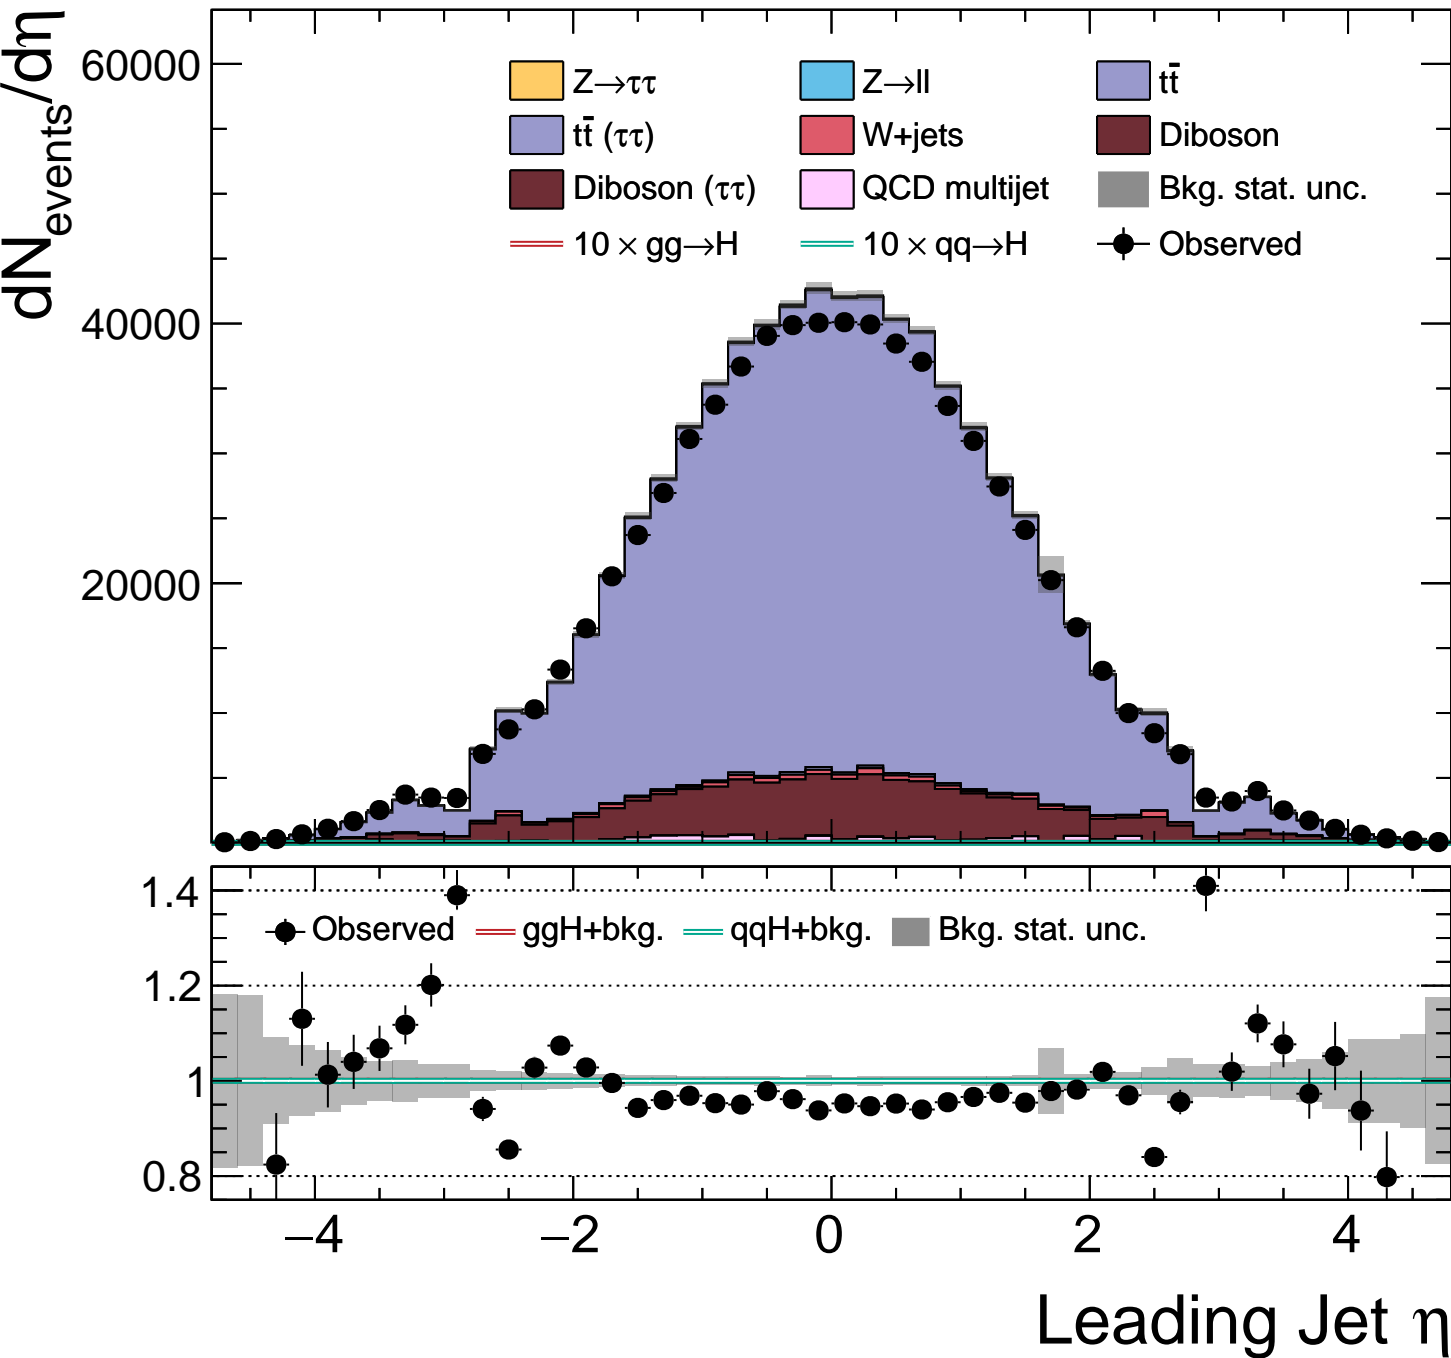 dN_events/dη
60000
40000
20000
Z→ττ Z→ll tt̄
tt̄ (ττ) W+jets Diboson
Diboson (ττ) QCD multijet Bkg. stat. unc.
10 × gg→H 10 × qq→H Observed
1.4
1.2
1
0.8
Observed ggH+bkg. qqH+bkg. Bkg. stat. unc.
−4 −2 0 2 4
Leading Jet η